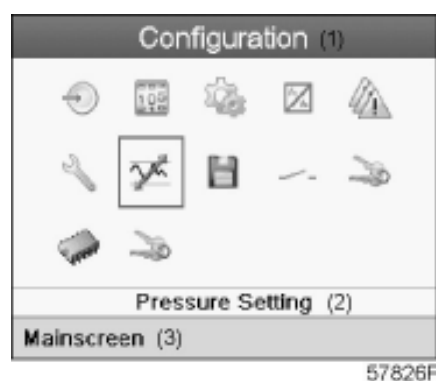 Configuration (1)
Pressure Setting (2)
Mainscreen (3)
57826F